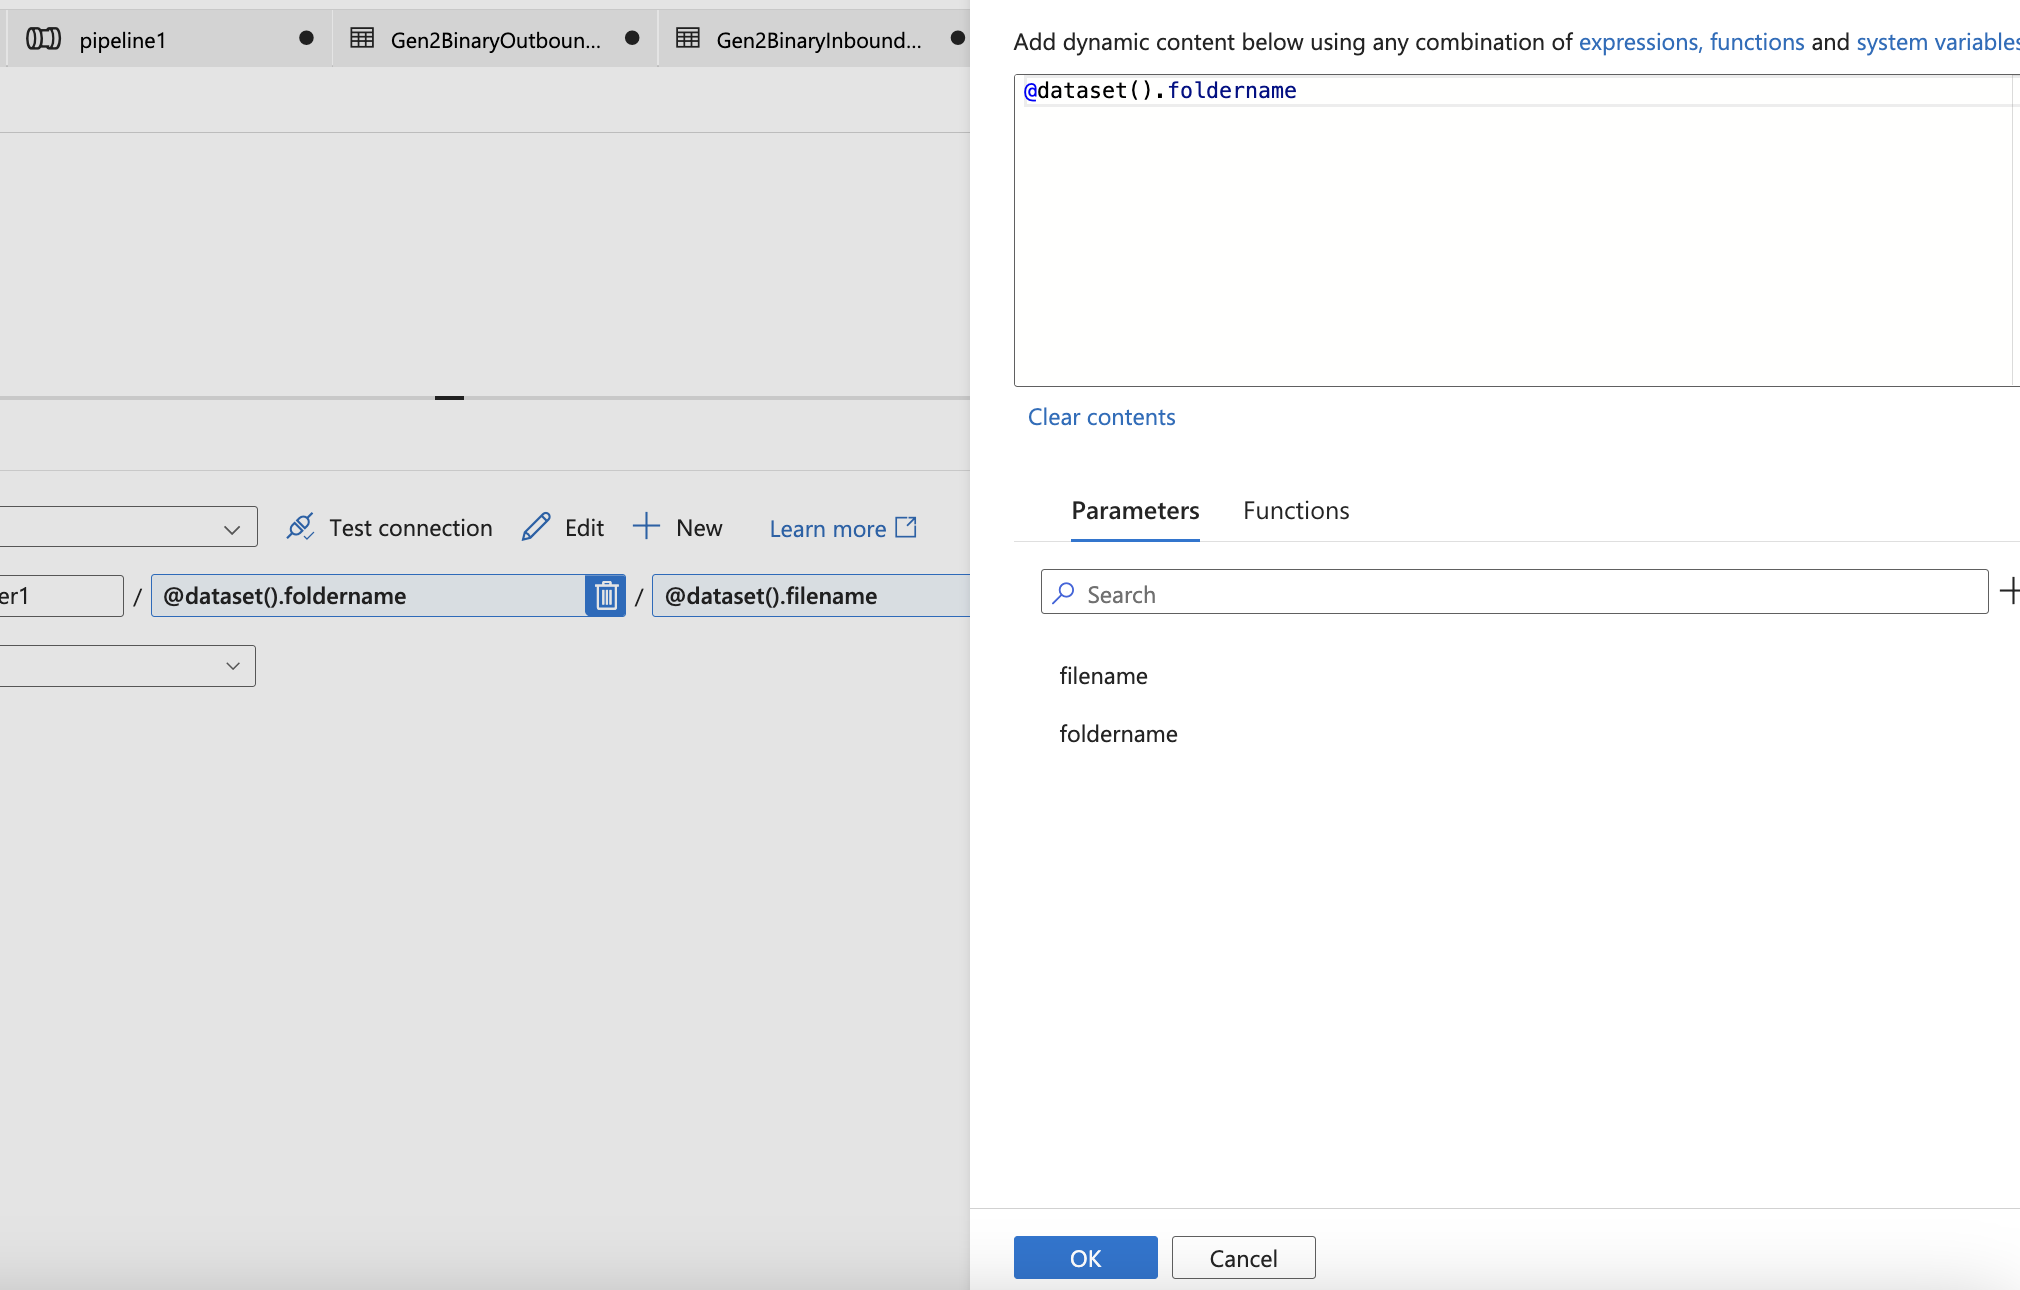 pipeline1
Gen2BinaryOutboun...
Gen2BinaryInbound...
Test connection
Edit
New
Learn more
er1 / @dataset().foldername / @dataset().filename
Add dynamic content below using any combination of expressions, functions and system variables
@dataset().foldername
Clear contents
Parameters
Functions
Search
filename
foldername
OK
Cancel